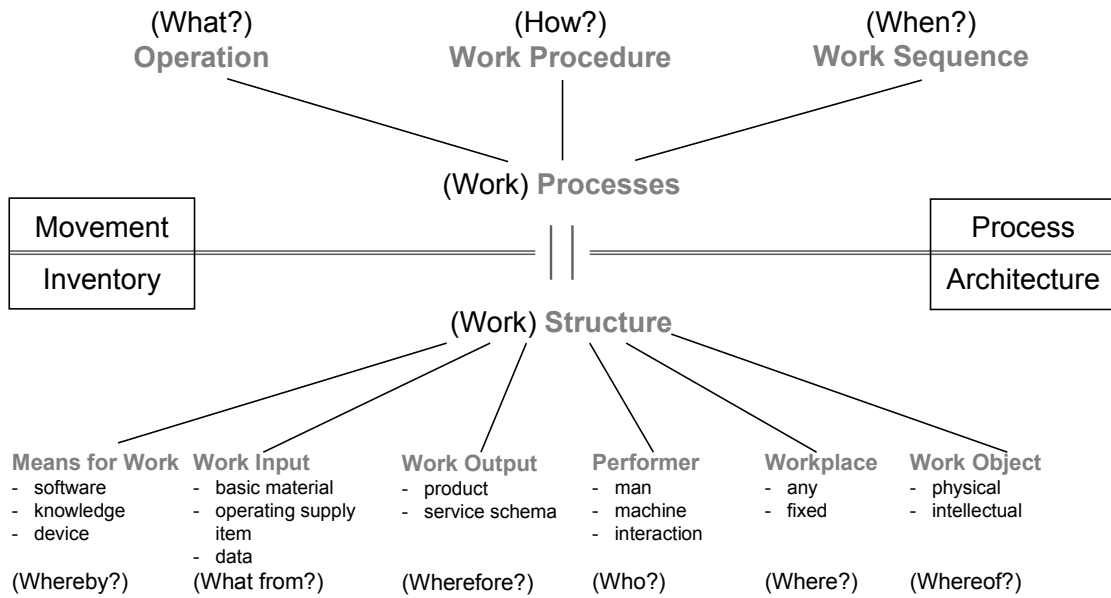 (What?) (How?) (When?)
Operation Work Procedure Work Sequence
(Work) Processes
Movement Process
Inventory Architecture
(Work) Structure
Means for Work Work Input Work Output Performer Workplace Work Object
- software - basic material - product - man - any - physical
- knowledge - operating supply - service schema - machine - fixed - intellectual
- device item - interaction
- data
(Whereby?) (What from?) (Wherefore?) (Who?) (Where?) (Whereof?)